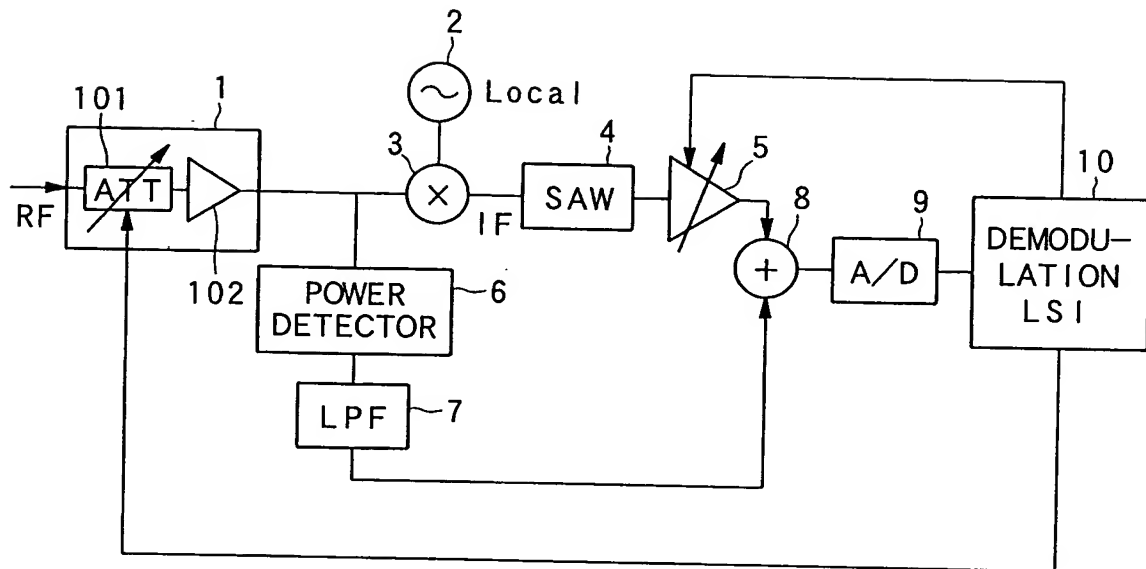 2
Local
1
101
ATT
RF
102
3
×
IF
4
SAW
5
8
+
9
A/D
10
DEMODU-
LATION
LSI
POWER
DETECTOR
6
LPF
7